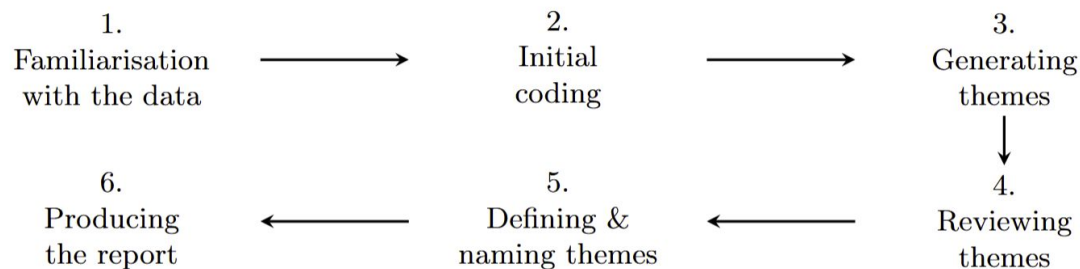 1.
Familiarisation
with the data
2.
Initial
coding
3.
Generating
themes
4.
Reviewing
themes
5.
Defining &
naming themes
6.
Producing
the report